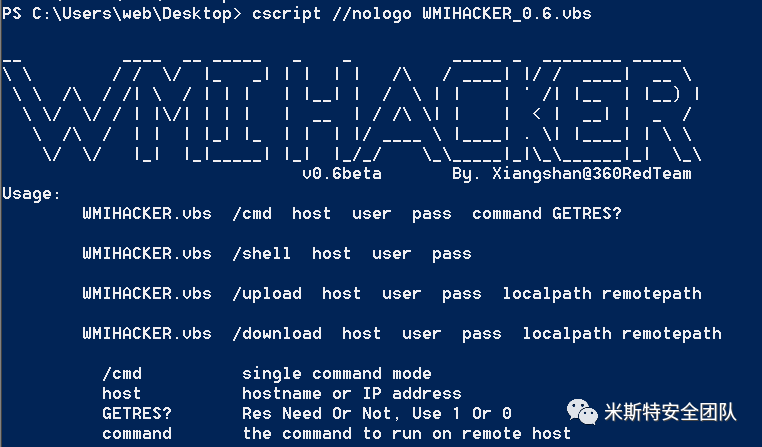 PS C:\Users\web\Desktop> cscript //nologo WMIHACKER_0.6.vbs
WMIHACKER
v0.6beta By. Xiangshan@360RedTeam
Usage:
WMIHACKER.vbs /cmd host user pass command GETRES?
WMIHACKER.vbs /shell host user pass
WMIHACKER.vbs /upload host user pass localpath remotepath
WMIHACKER.vbs /download host user pass localpath remotepath
/cmd single command mode
host hostname or IP address
GETRES? Res Need Or Not, Use 1 Or 0
command the command to run on remote host
米斯特安全团队